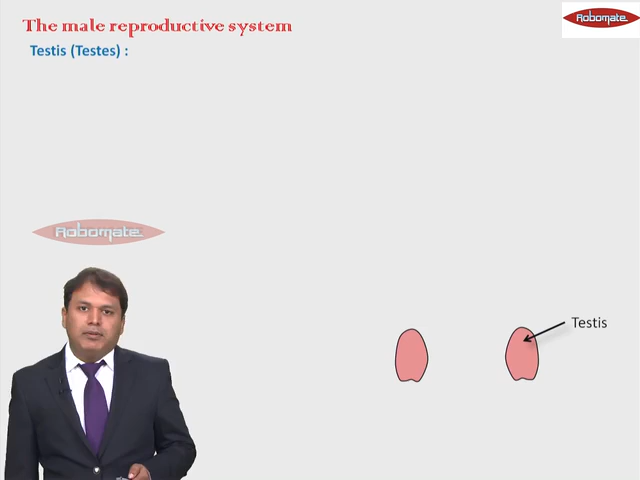 The male reproductive system
Robomate
Testis (Testes) :
Robomate
Testis